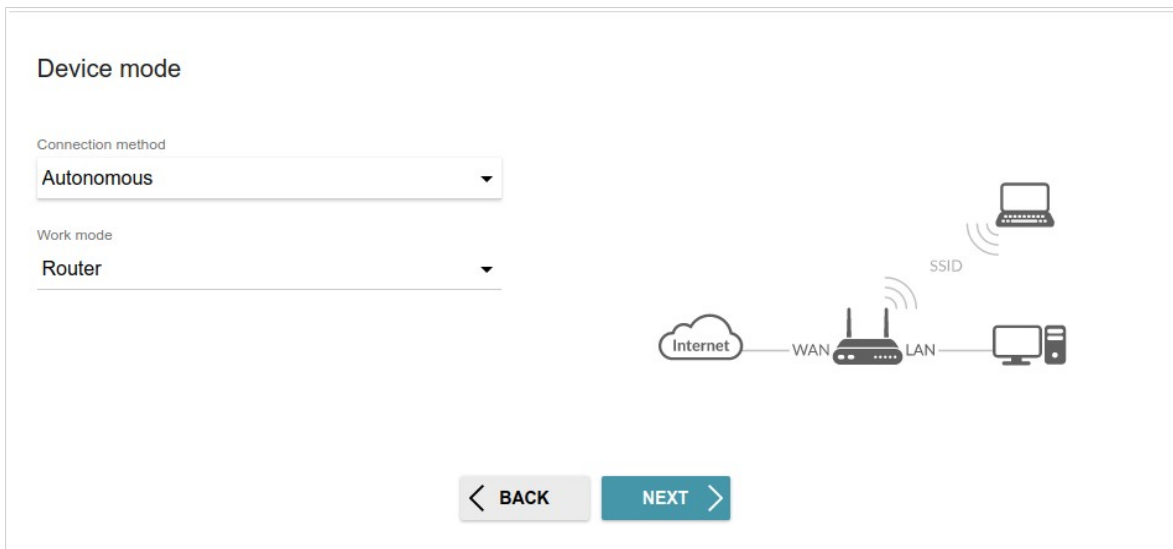 Device mode
Connection method
Autonomous
Work mode
Router
SSID
Internet
WAN
LAN
BACK
NEXT